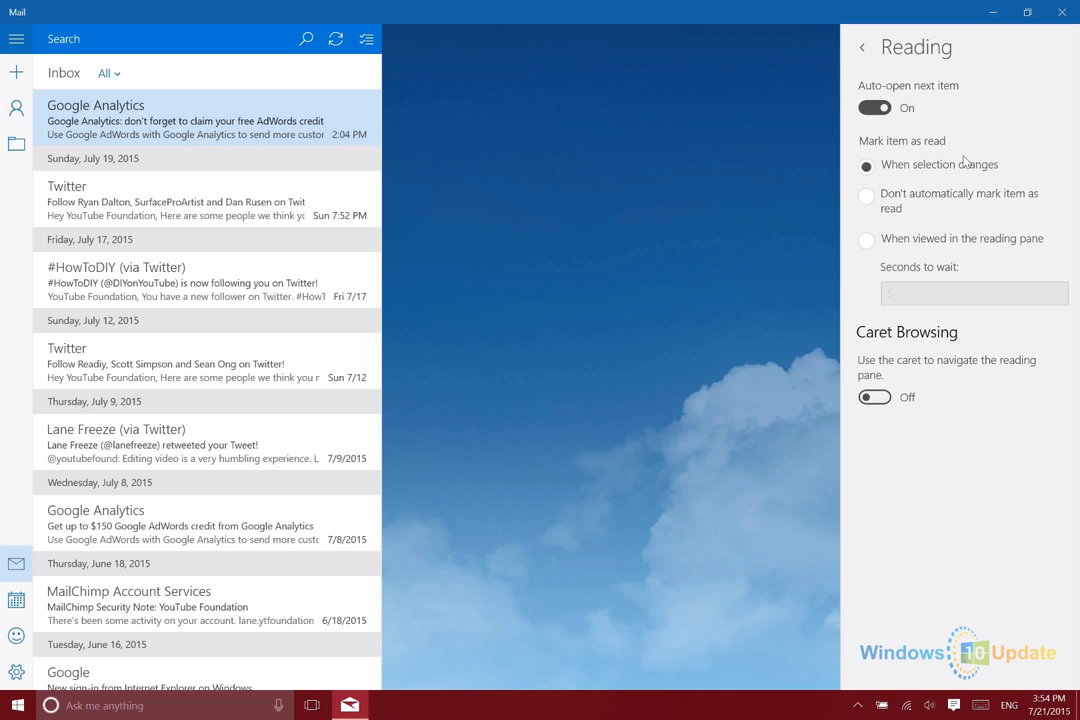 Mail
Search
Inbox All
Google Analytics
Google Analytics: don't forget to claim your free AdWords credit
Use Google AdWords with Google Analytics to send more custor 2:04 PM
Sunday, July 19, 2015
Twitter
Follow Ryan Dalton, SurfaceProArtist and Dan Rusen on Twit
Hey YouTube Foundation, Here are some people we think yc Sun 7:52 PM
Friday, July 17, 2015
#HowToDIY (via Twitter)
#HowToDIY (@DIYonYouTube) is now following you on Twitter!
YouTube Foundation, You have a new follower on Twitter. #HowT Fri 7/17
Sunday, July 12, 2015
Twitter
Follow Readiy, Scott Simpson and Sean Ong on Twitter!
Hey YouTube Foundation, Here are some people we think you r Sun 7/12
Thursday, July 9, 2015
Lane Freeze (via Twitter)
Lane Freeze (@lanefreeze) retweeted your Tweet!
@youtubefound: Editing video is a very humbling experience. L 7/9/2015
Wednesday, July 8, 2015
Google Analytics
Get up to $150 Google AdWords credit from Google Analytics
Use Google AdWords with Google Analytics to send more custc 7/8/2015
Thursday, June 18, 2015
MailChimp Account Services
MailChimp Security Note: YouTube Foundation
There's been some activity on your account. lane.ytfoundation 6/18/2015
Tuesday, June 16, 2015
Google
New sign-in from Internet Explorer on Windows
Reading
Auto-open next item
On
Mark item as read
When selection changes
Don't automatically mark item as
read
When viewed in the reading pane
Seconds to wait:
5
Caret Browsing
Use the caret to navigate the reading
pane.
Off
Windows 10 Update
Ask me anything
ENG
3:54 PM
7/21/2015